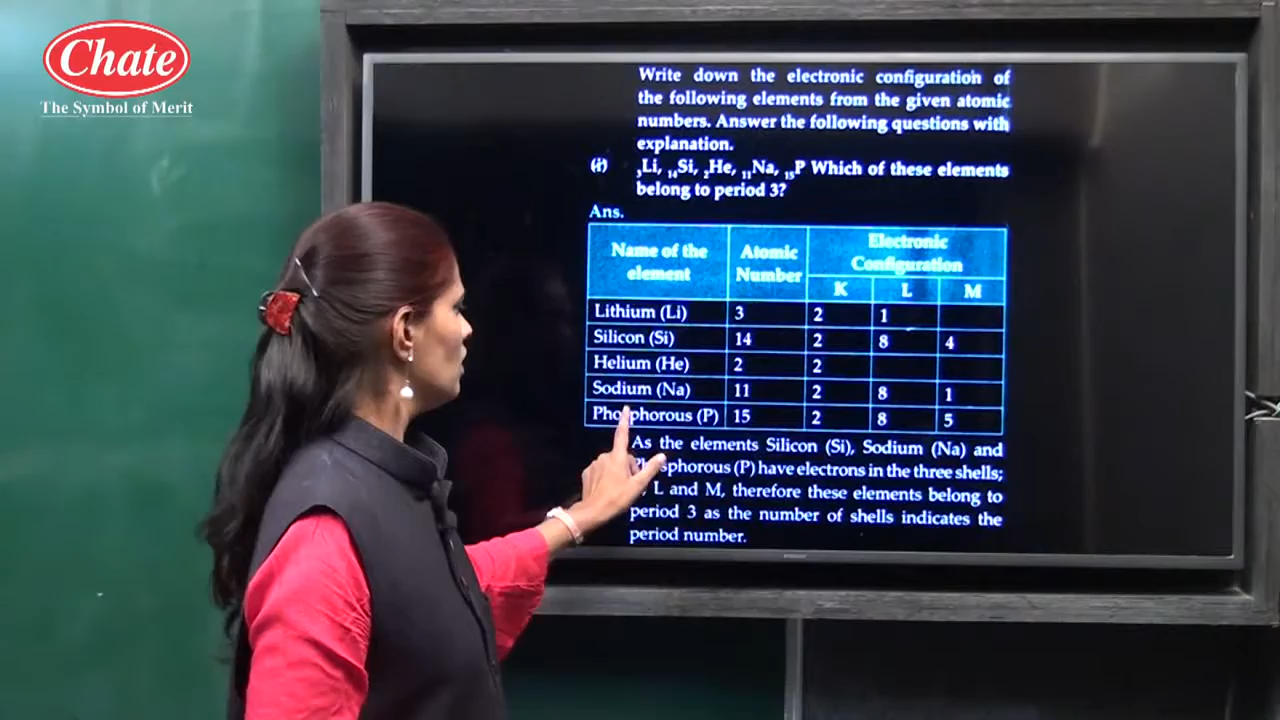 Chate
The Symbol of Merit
Write down the electronic configuration of
the following elements from the given atomic
numbers. Answer the following questions with
explanation.
(i) ₃Li, ₁₄Si, ₂He, ₁₁Na, ₁₅P Which of these elements
belong to period 3?
Ans.
Name of the element Atomic Number Electronic Configuration
K L M
Lithium (Li) 3 2 1
Silicon (Si) 14 2 8 4
Helium (He) 2 2
Sodium (Na) 11 2 8 1
Phosphorous (P) 15 2 8 5
As the elements Silicon (Si), Sodium (Na) and
Phosphorous (P) have electrons in the three shells;
L and M, therefore these elements belong to
period 3 as the number of shells indicates the
period number.